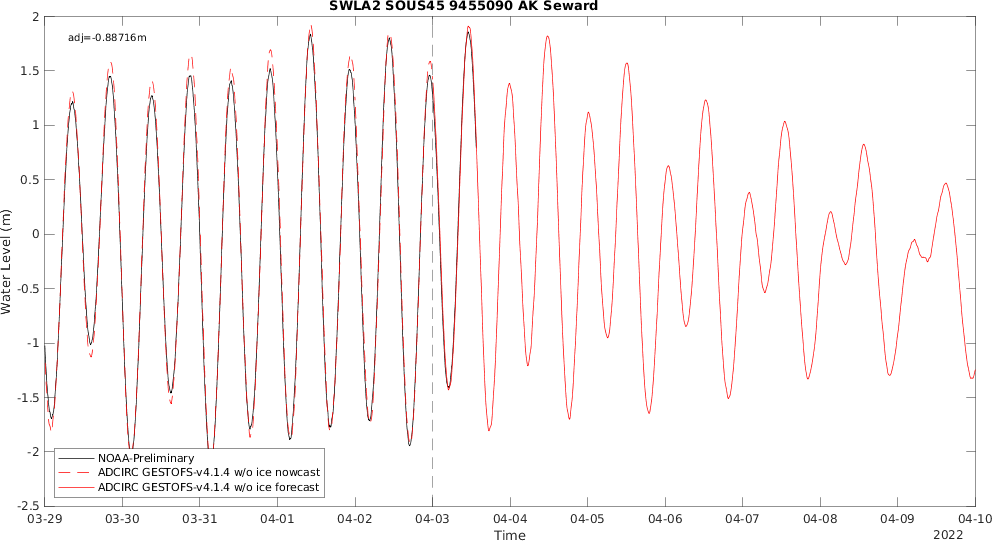 SWLA2 SOUS45 9455090 AK Seward
adj=-0.88716m
2
1.5
1
0.5
0
-0.5
-1
-1.5
-2
-2.5
Water Level (m)
NOAA-Preliminary
ADCIRC GESTOFS-v4.1.4 w/o ice nowcast
ADCIRC GESTOFS-v4.1.4 w/o ice forecast
03-29 03-30 03-31 04-01 04-02 04-03 04-04 04-05 04-06 04-07 04-08 04-09 04-10
Time
2022